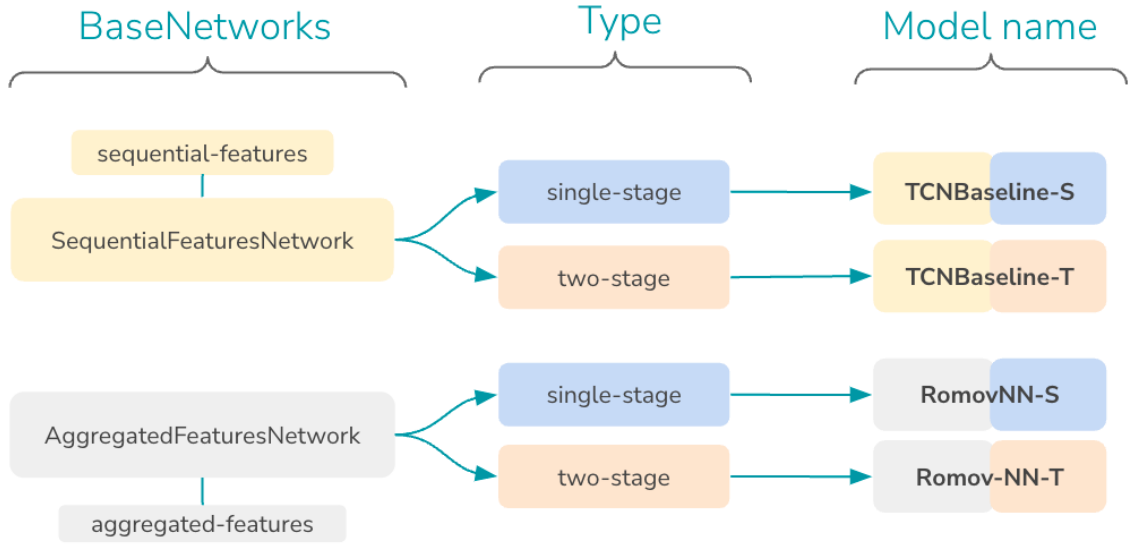 BaseNetworks
Type
Model name
sequential-features
SequentialFeaturesNetwork
single-stage
TCNBaseline-S
two-stage
TCNBaseline-T
AggregatedFeaturesNetwork
aggregated-features
single-stage
RomovNN-S
two-stage
Romov-NN-T